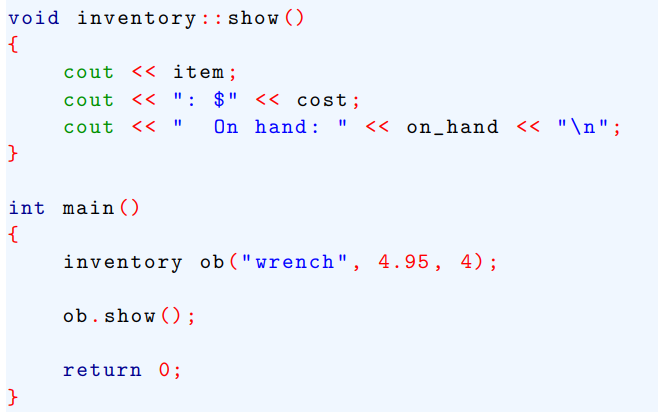 void inventory::show()
{
    cout << item;
    cout << ": $" << cost;
    cout << "  On hand: " << on_hand << "\n";
}

int main()
{
    inventory ob("wrench", 4.95, 4);

    ob.show();

    return 0;
}